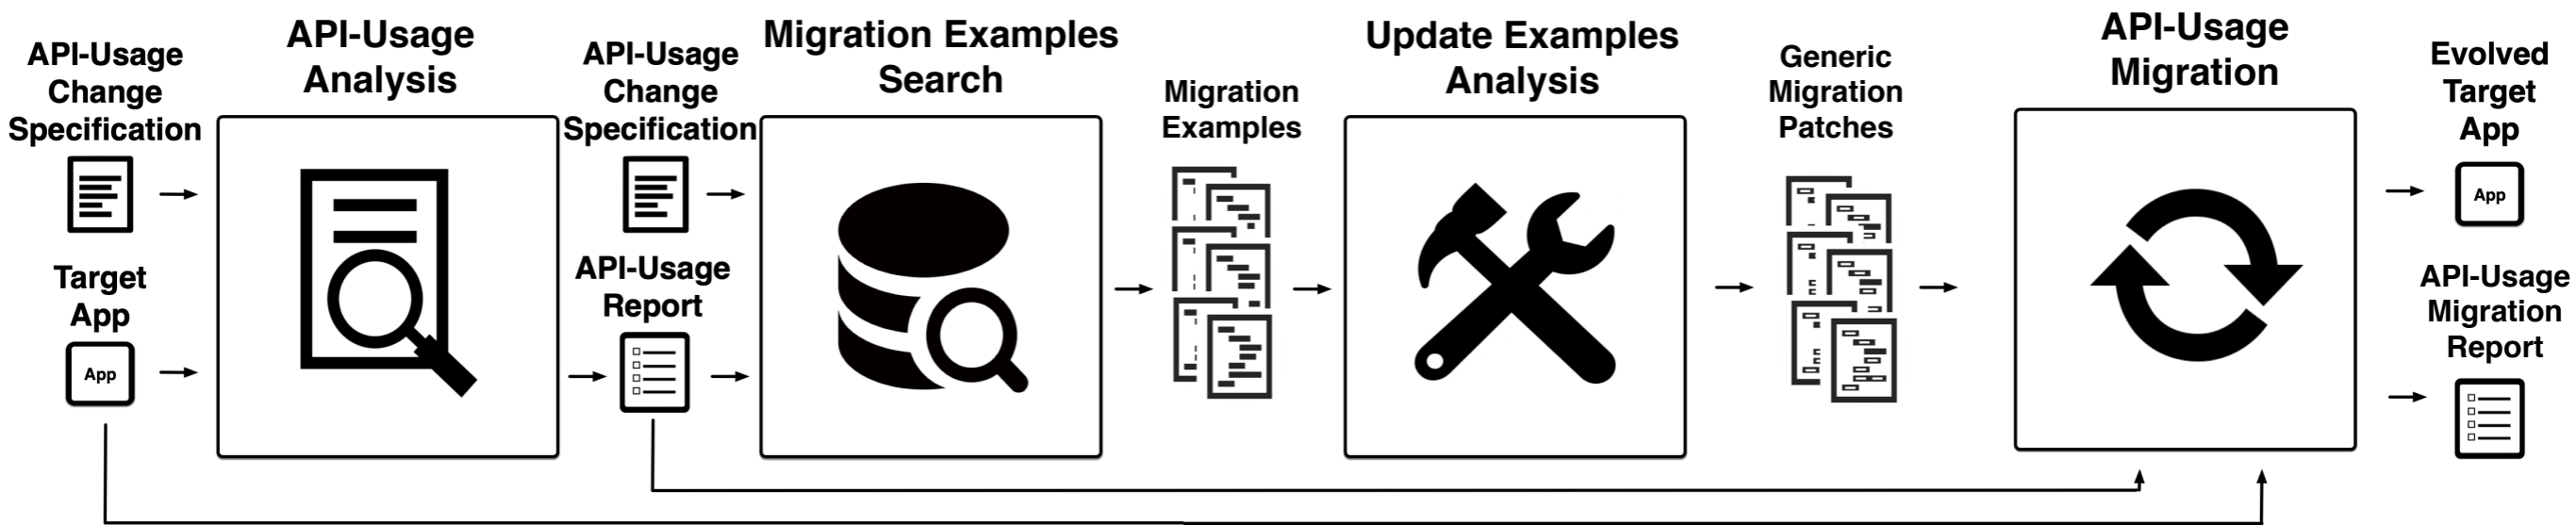 API-Usage
Change
Specification
Target
App
App
API-Usage
Analysis
API-Usage
Change
Specification
API-Usage
Report
Migration Examples
Search
Migration
Examples
Update Examples
Analysis
Generic
Migration
Patches
API-Usage
Migration
Evolved
Target
App
App
API-Usage
Migration
Report